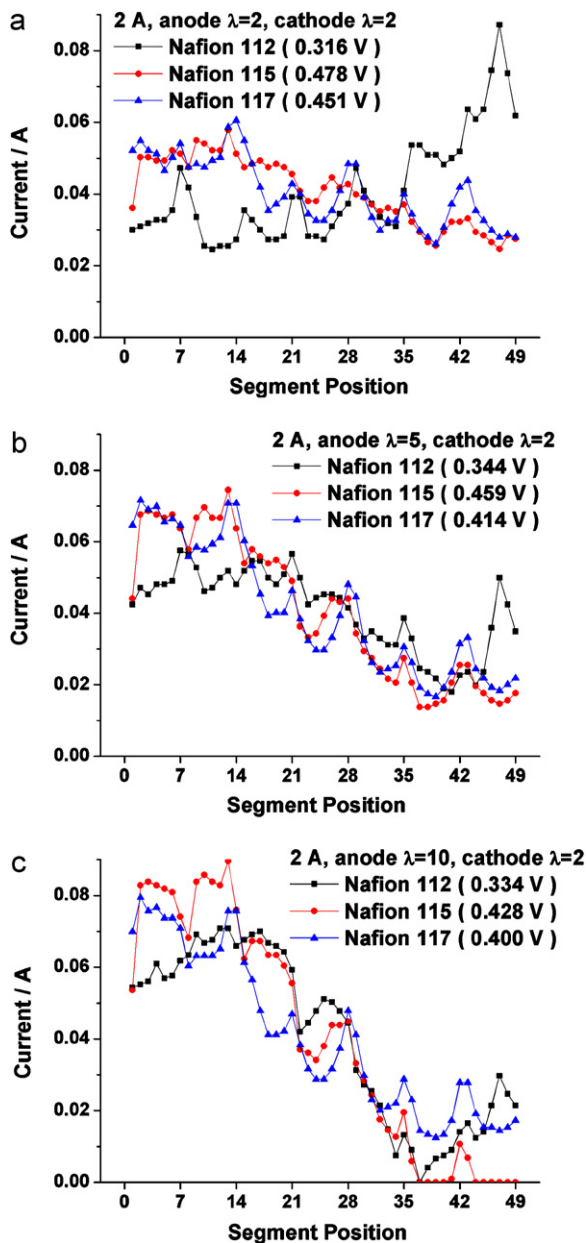 a
2 A, anode λ=2, cathode λ=2
Nafion 112 ( 0.316 V )
Nafion 115 ( 0.478 V )
Nafion 117 ( 0.451 V )
0.08
0.06
0.04
0.02
0.00
Current / A
0 7 14 21 28 35 42 49
Segment Position
b
2 A, anode λ=5, cathode λ=2
Nafion 112 ( 0.344 V )
Nafion 115 ( 0.459 V )
Nafion 117 ( 0.414 V )
0.08
0.06
0.04
0.02
0.00
Current / A
0 7 14 21 28 35 42 49
Segment Position
c
2 A, anode λ=10, cathode λ=2
Nafion 112 ( 0.334 V )
Nafion 115 ( 0.428 V )
Nafion 117 ( 0.400 V )
0.08
0.06
0.04
0.02
0.00
Current / A
0 7 14 21 28 35 42 49
Segment Position